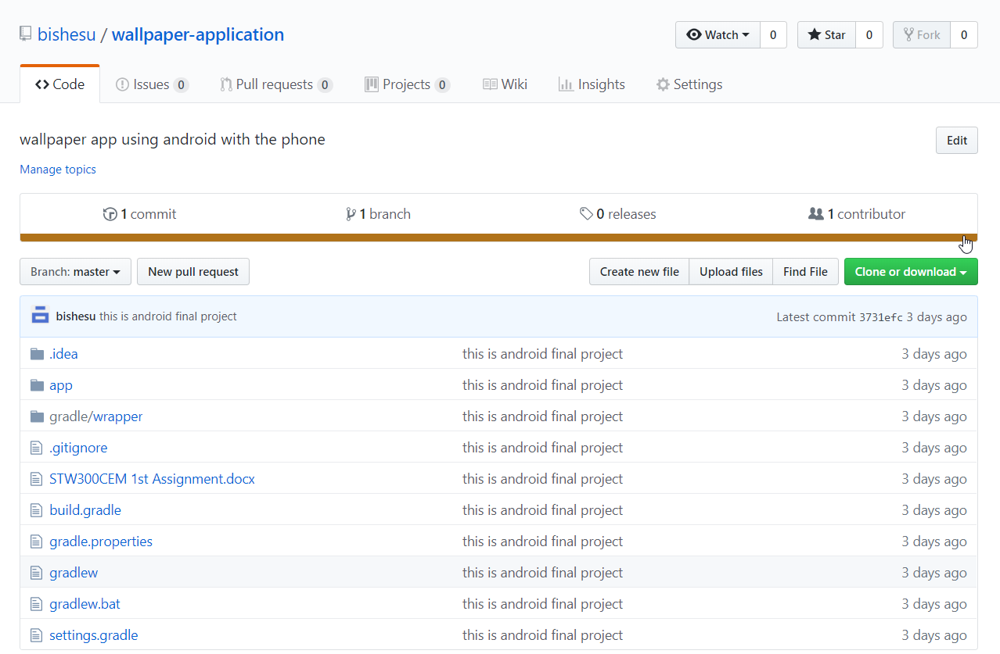 bishesu / wallpaper-application Watch 0 Star 0 Fork 0
Code Issues 0 Pull requests 0 Projects 0 Wiki Insights Settings
wallpaper app using android with the phone Edit
Manage topics
1 commit 1 branch 0 releases 1 contributor
Branch: master New pull request Create new file Upload files Find File Clone or download
bishesu this is android final project Latest commit 3731efc 3 days ago
.idea this is android final project 3 days ago
app this is android final project 3 days ago
gradle/wrapper this is android final project 3 days ago
.gitignore this is android final project 3 days ago
STW300CEM 1st Assignment.docx this is android final project 3 days ago
build.gradle this is android final project 3 days ago
gradle.properties this is android final project 3 days ago
gradlew this is android final project 3 days ago
gradlew.bat this is android final project 3 days ago
settings.gradle this is android final project 3 days ago